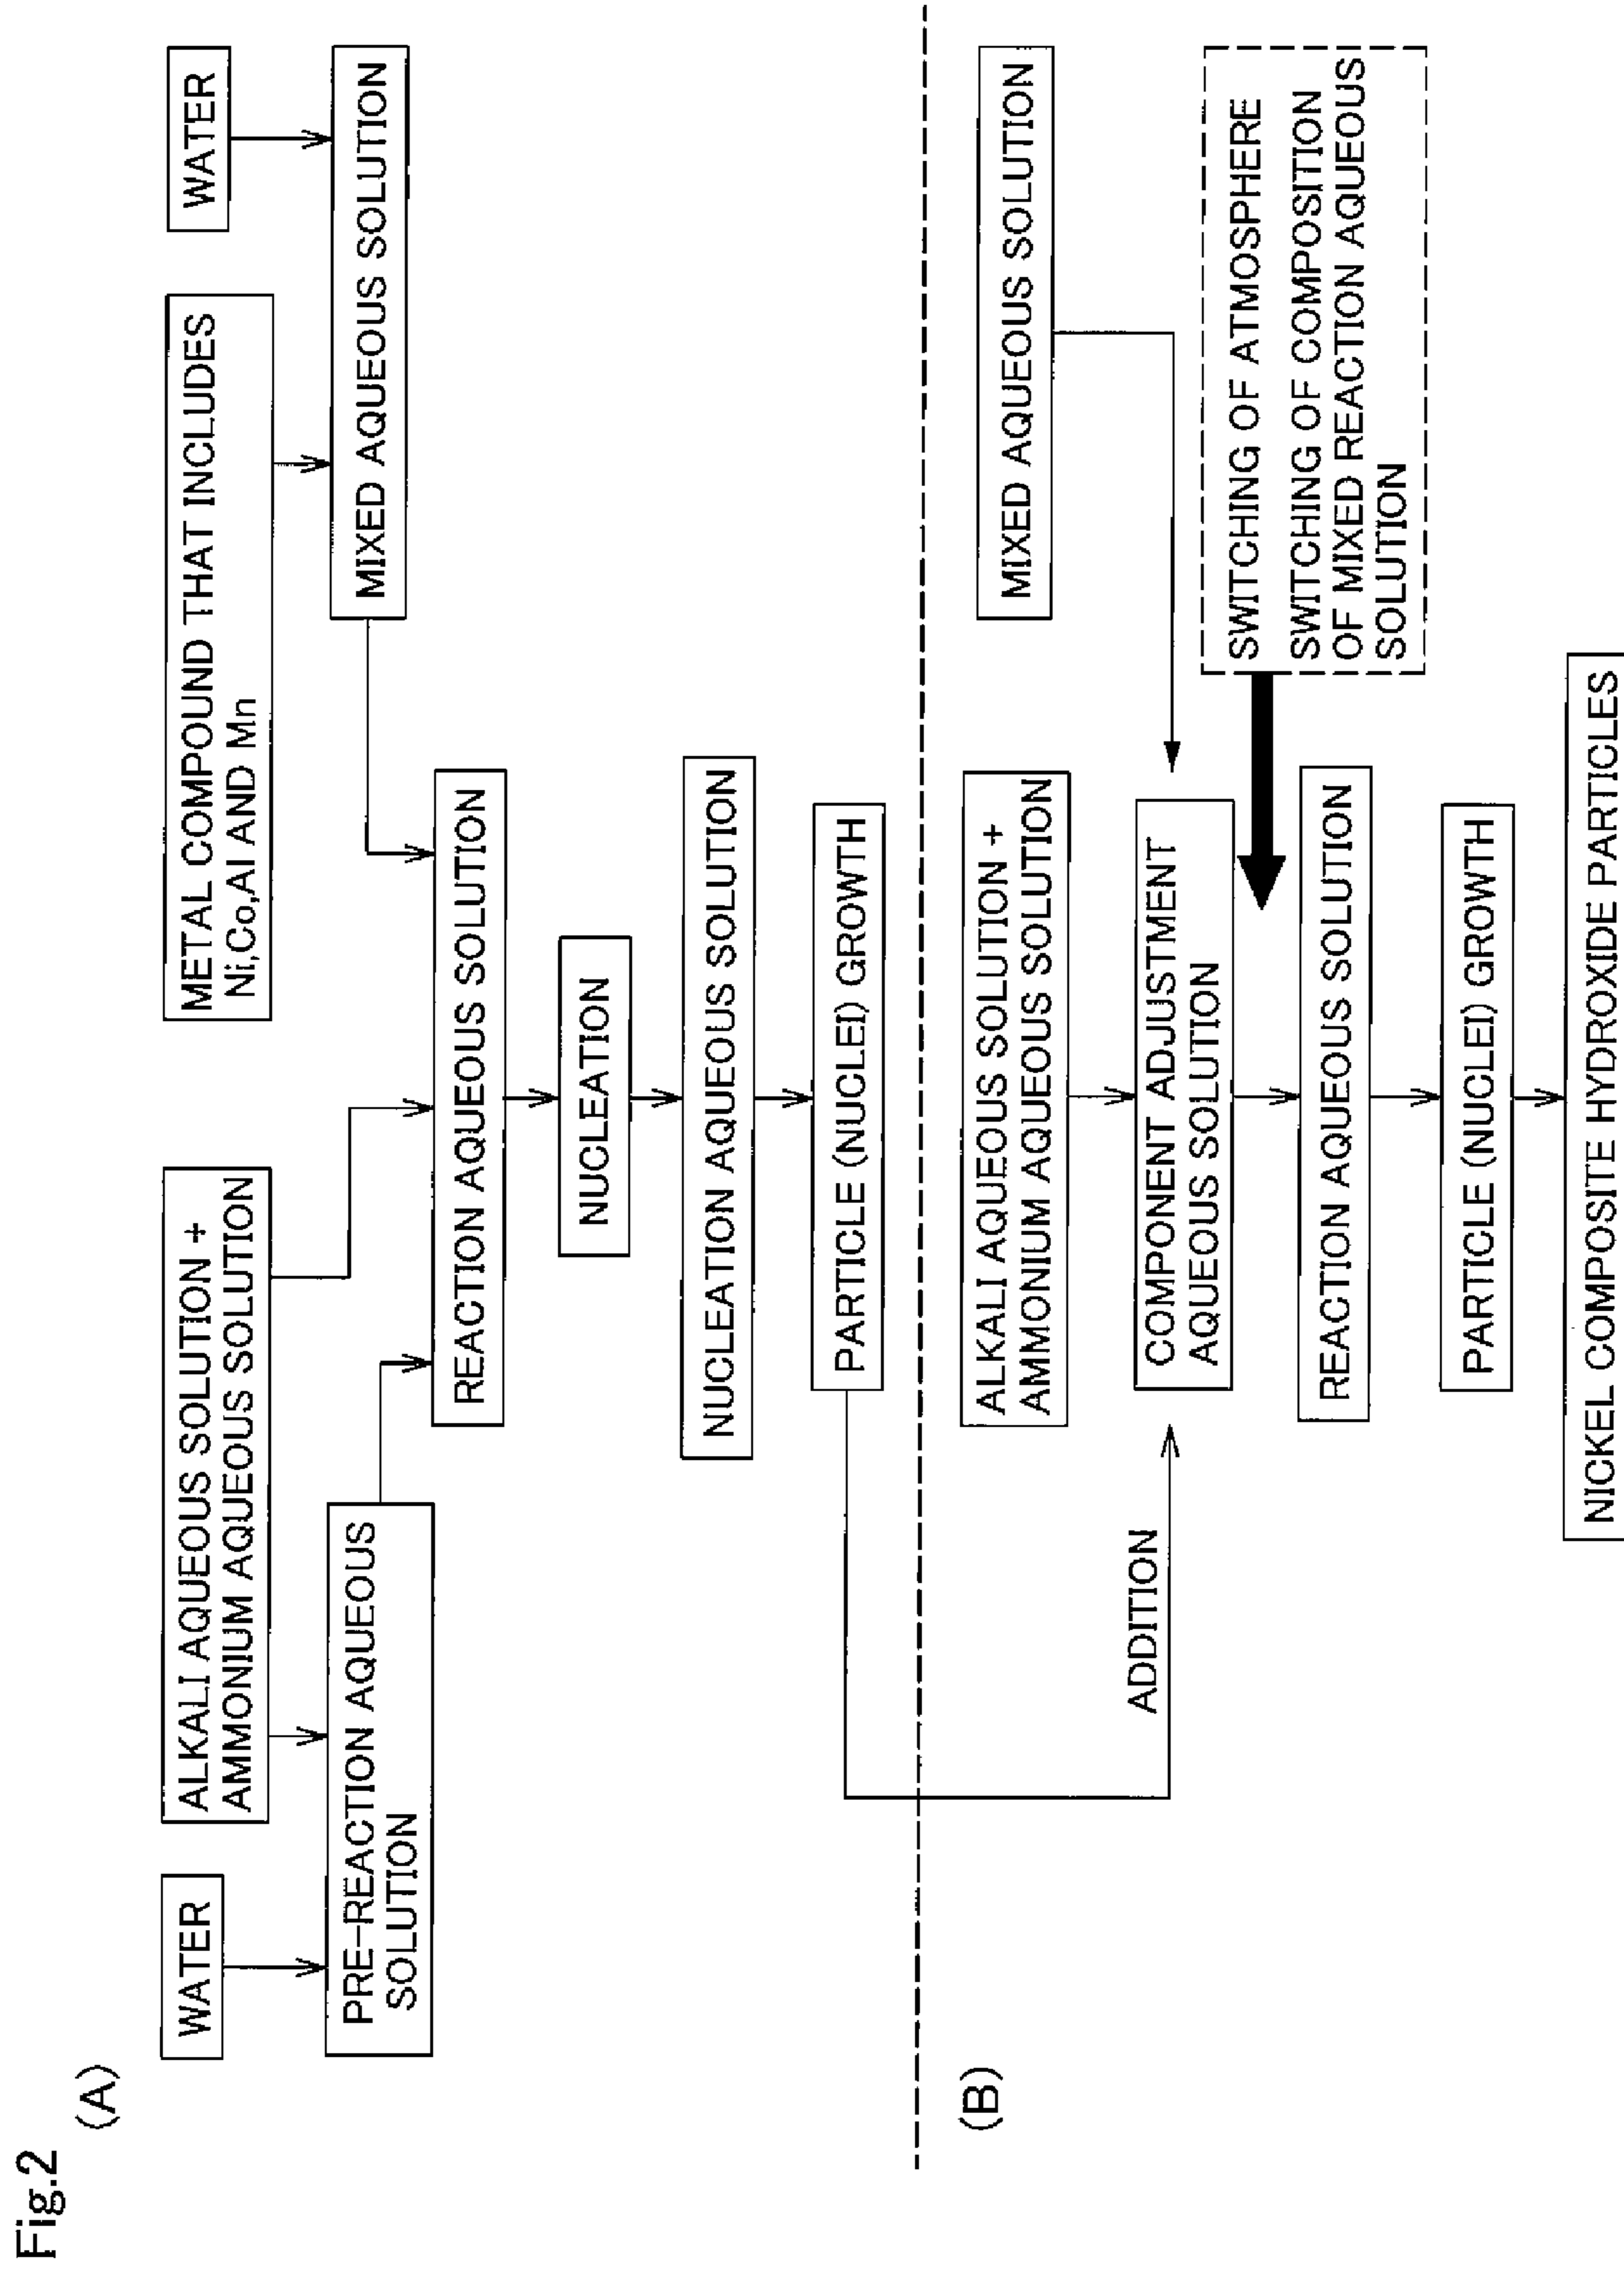 Fig.2
(A)
WATER
ALKALI AQUEOUS SOLUTION +
AMMONIUM AQUEOUS SOLUTION
METAL COMPOUND THAT INCLUDES
Ni,Co,Al AND Mn
WATER
PRE-REACTION AQUEOUS
SOLUTION
MIXED AQUEOUS SOLUTION
REACTION AQUEOUS SOLUTION
NUCLEATION
NUCLEATION AQUEOUS SOLUTION
PARTICLE (NUCLEI) GROWTH
(B)
ALKALI AQUEOUS SOLUTION +
AMMONIUM AQUEOUS SOLUTION
MIXED AQUEOUS SOLUTION
ADDITION
COMPONENT ADJUSTMENT
AQUEOUS SOLUTION
SWITCHING OF ATMOSPHERE
SWITCHING OF COMPOSITION
OF MIXED REACTION AQUEOUS
SOLUTION
REACTION AQUEOUS SOLUTION
PARTICLE (NUCLEI) GROWTH
NICKEL COMPOSITE HYDROXIDE PARTICLES